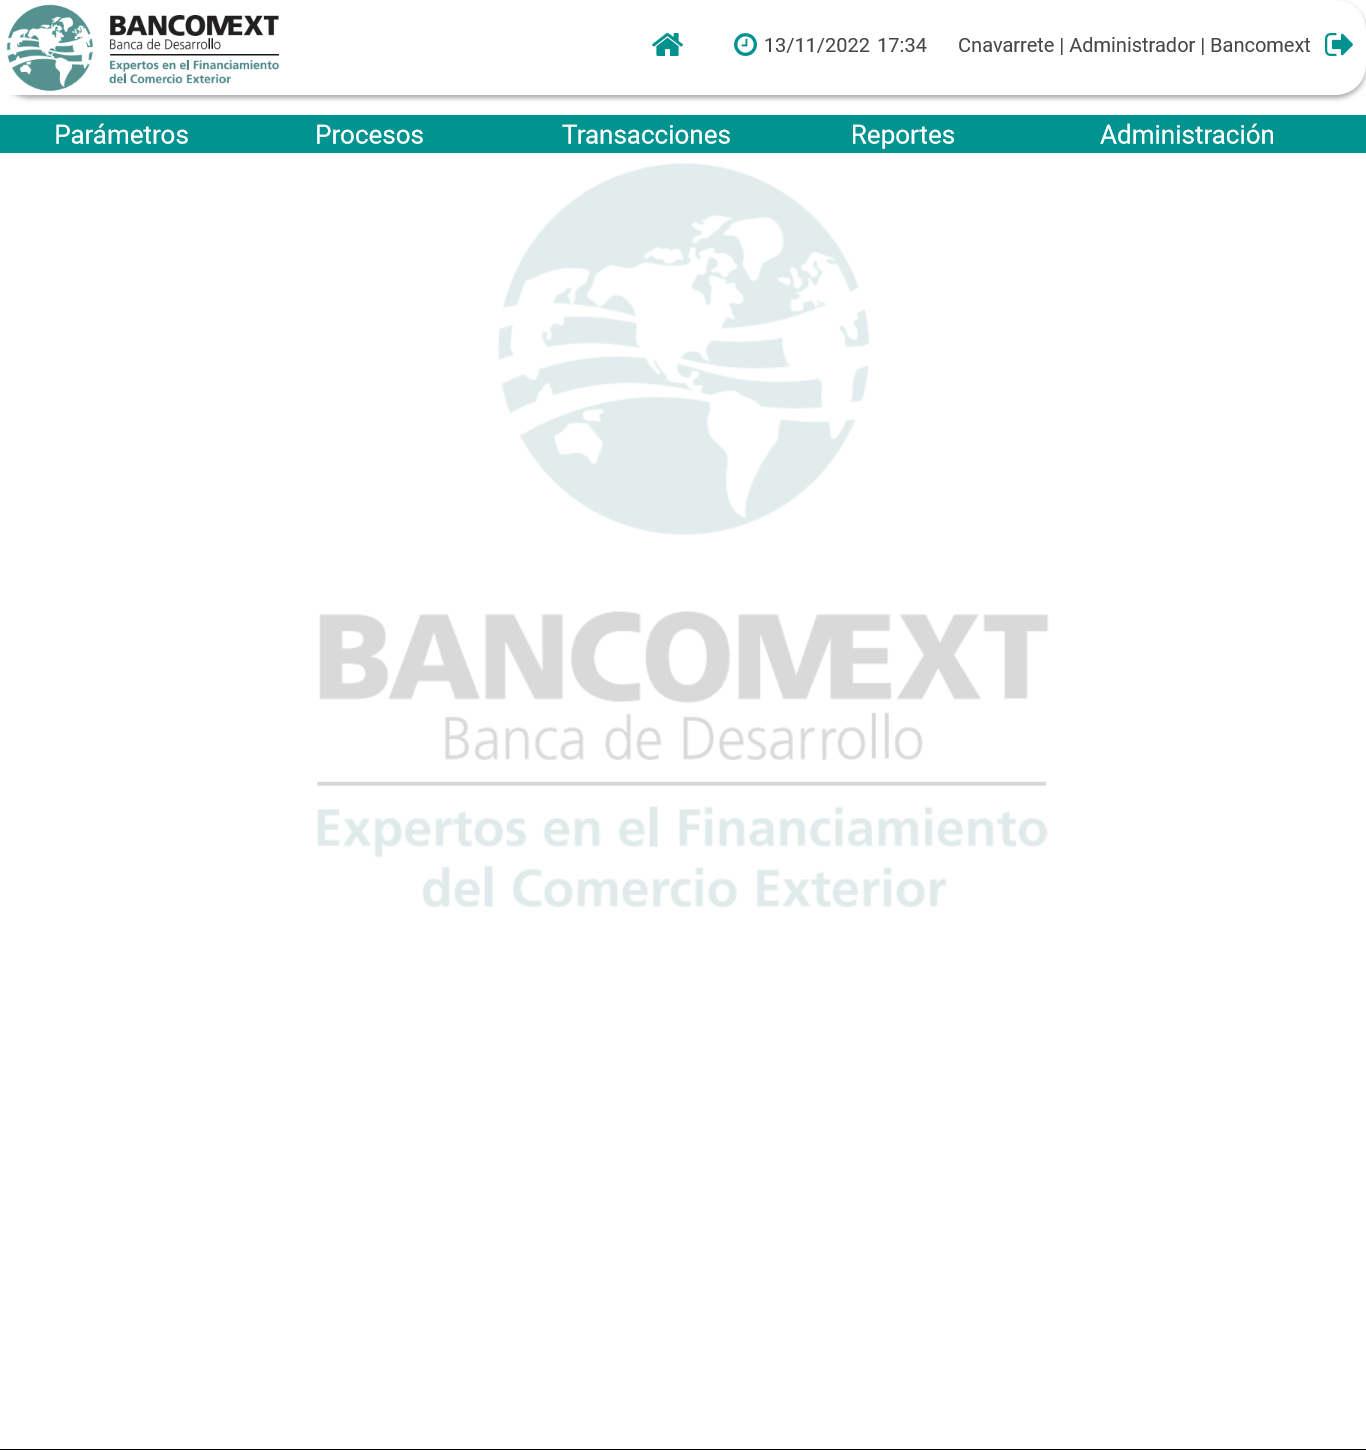 BANCOMEXT
Banca de Desarrollo
Expertos en el Financiamiento
del Comercio Exterior
13/11/2022 17:34 Cnavarrete | Administrador | Bancomext
Parámetros Procesos Transacciones Reportes Administración
BANCOMEXT
Banca de Desarrollo
Expertos en el Financiamiento
del Comercio Exterior